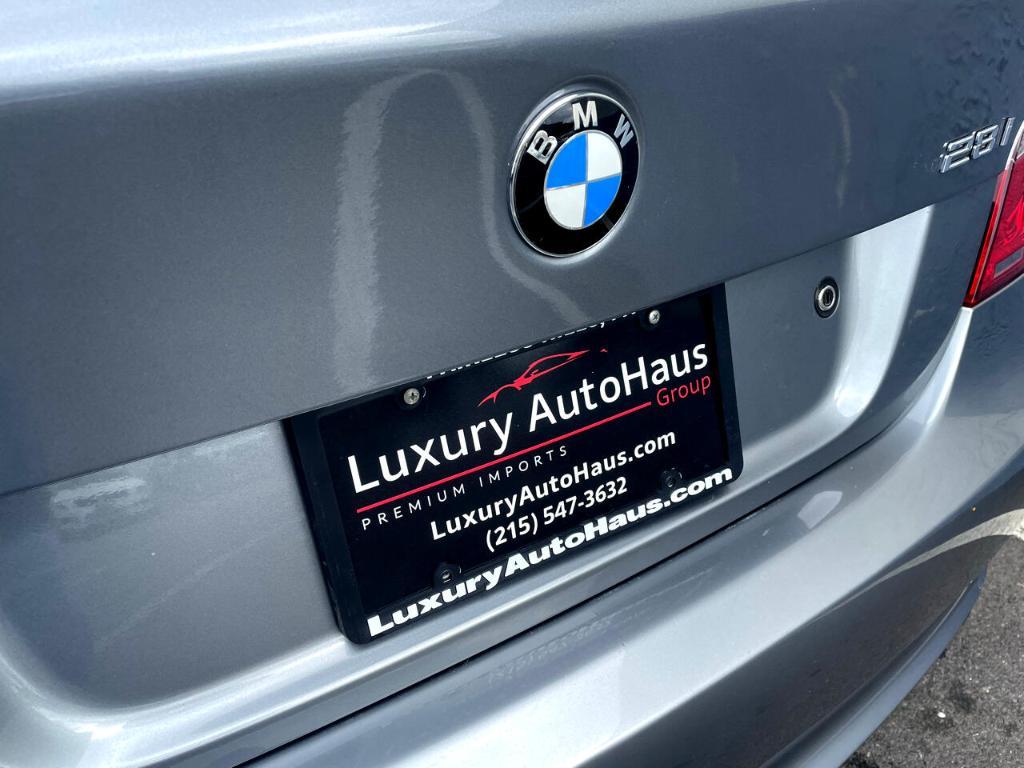 BMW
28i
Luxury AutoHaus
Group
PREMIUM IMPORTS
LuxuryAutoHaus.com
(215) 547-3632
LuxuryAutoHaus.com